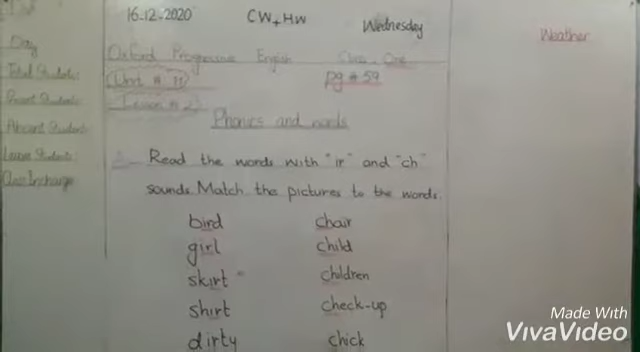 16.12.2020 CW+HW Wednesday
Weather
Day
Total Students:
Present Students:
Absent Students:
Leave Students:
Class Incharge
Oxford Progressive English Class One
Unit # 11 pg # 59
Lesson # 2
Phonics and words
Read the words with "ir" and "ch"
sounds. Match the pictures to the words.
bird chair
girl child
skirt children
shirt check-up
dirty chick
Made With
VivaVideo